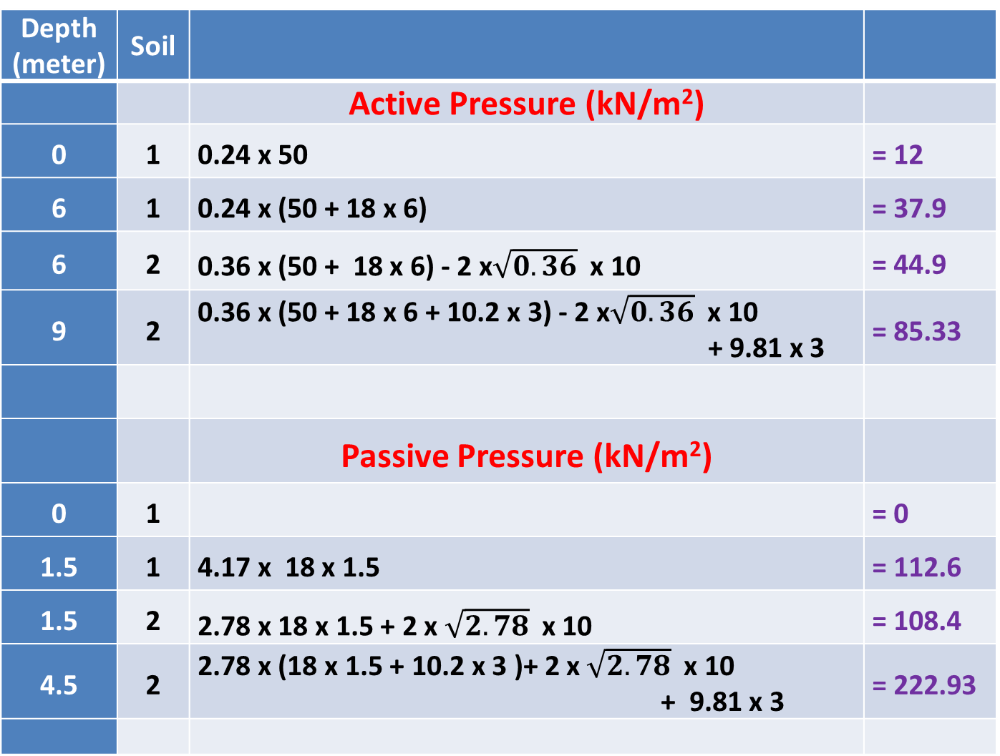 Depth (meter) Soil
Active Pressure (kN/m²)
0 1 0.24 x 50 = 12
6 1 0.24 x (50 + 18 x 6) = 37.9
6 2 0.36 x (50 + 18 x 6) - 2 x√0.36 x 10 = 44.9
9 2 0.36 x (50 + 18 x 6 + 10.2 x 3) - 2 x√0.36 x 10
+ 9.81 x 3 = 85.33
Passive Pressure (kN/m²)
0 1 = 0
1.5 1 4.17 x 18 x 1.5 = 112.6
1.5 2 2.78 x 18 x 1.5 + 2 x √2.78 x 10 = 108.4
4.5 2 2.78 x (18 x 1.5 + 10.2 x 3 )+ 2 x √2.78 x 10
+ 9.81 x 3 = 222.93